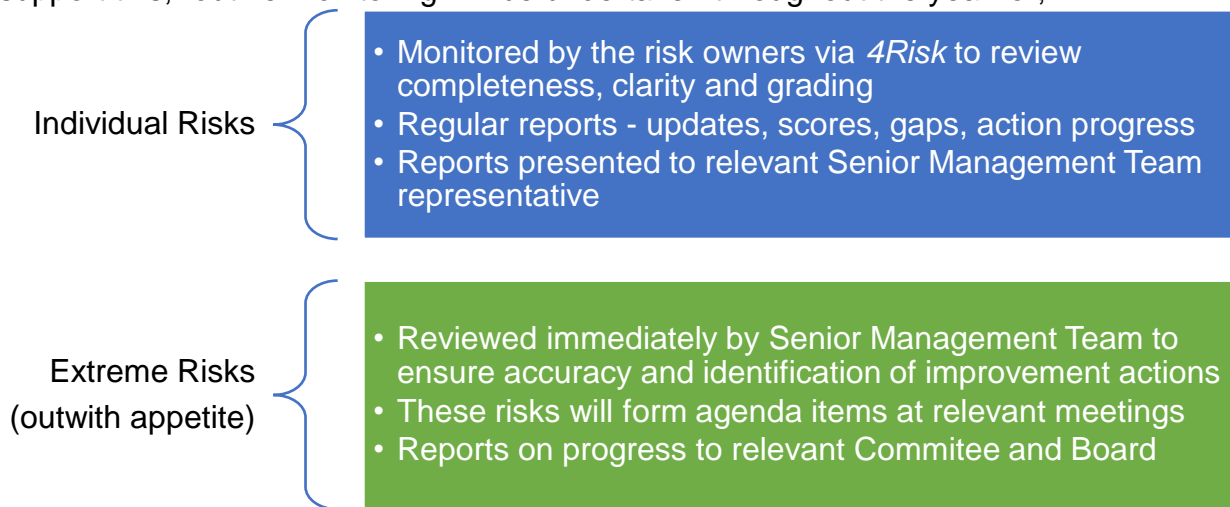 Individual Risks
• Monitored by the risk owners via 4Risk to review
completeness, clarity and grading
• Regular reports - updates, scores, gaps, action progress
• Reports presented to relevant Senior Management Team
representative
Extreme Risks
(outwith appetite)
• Reviewed immediately by Senior Management Team to
ensure accuracy and identification of improvement actions
• These risks will form agenda items at relevant meetings
• Reports on progress to relevant Commitee and Board